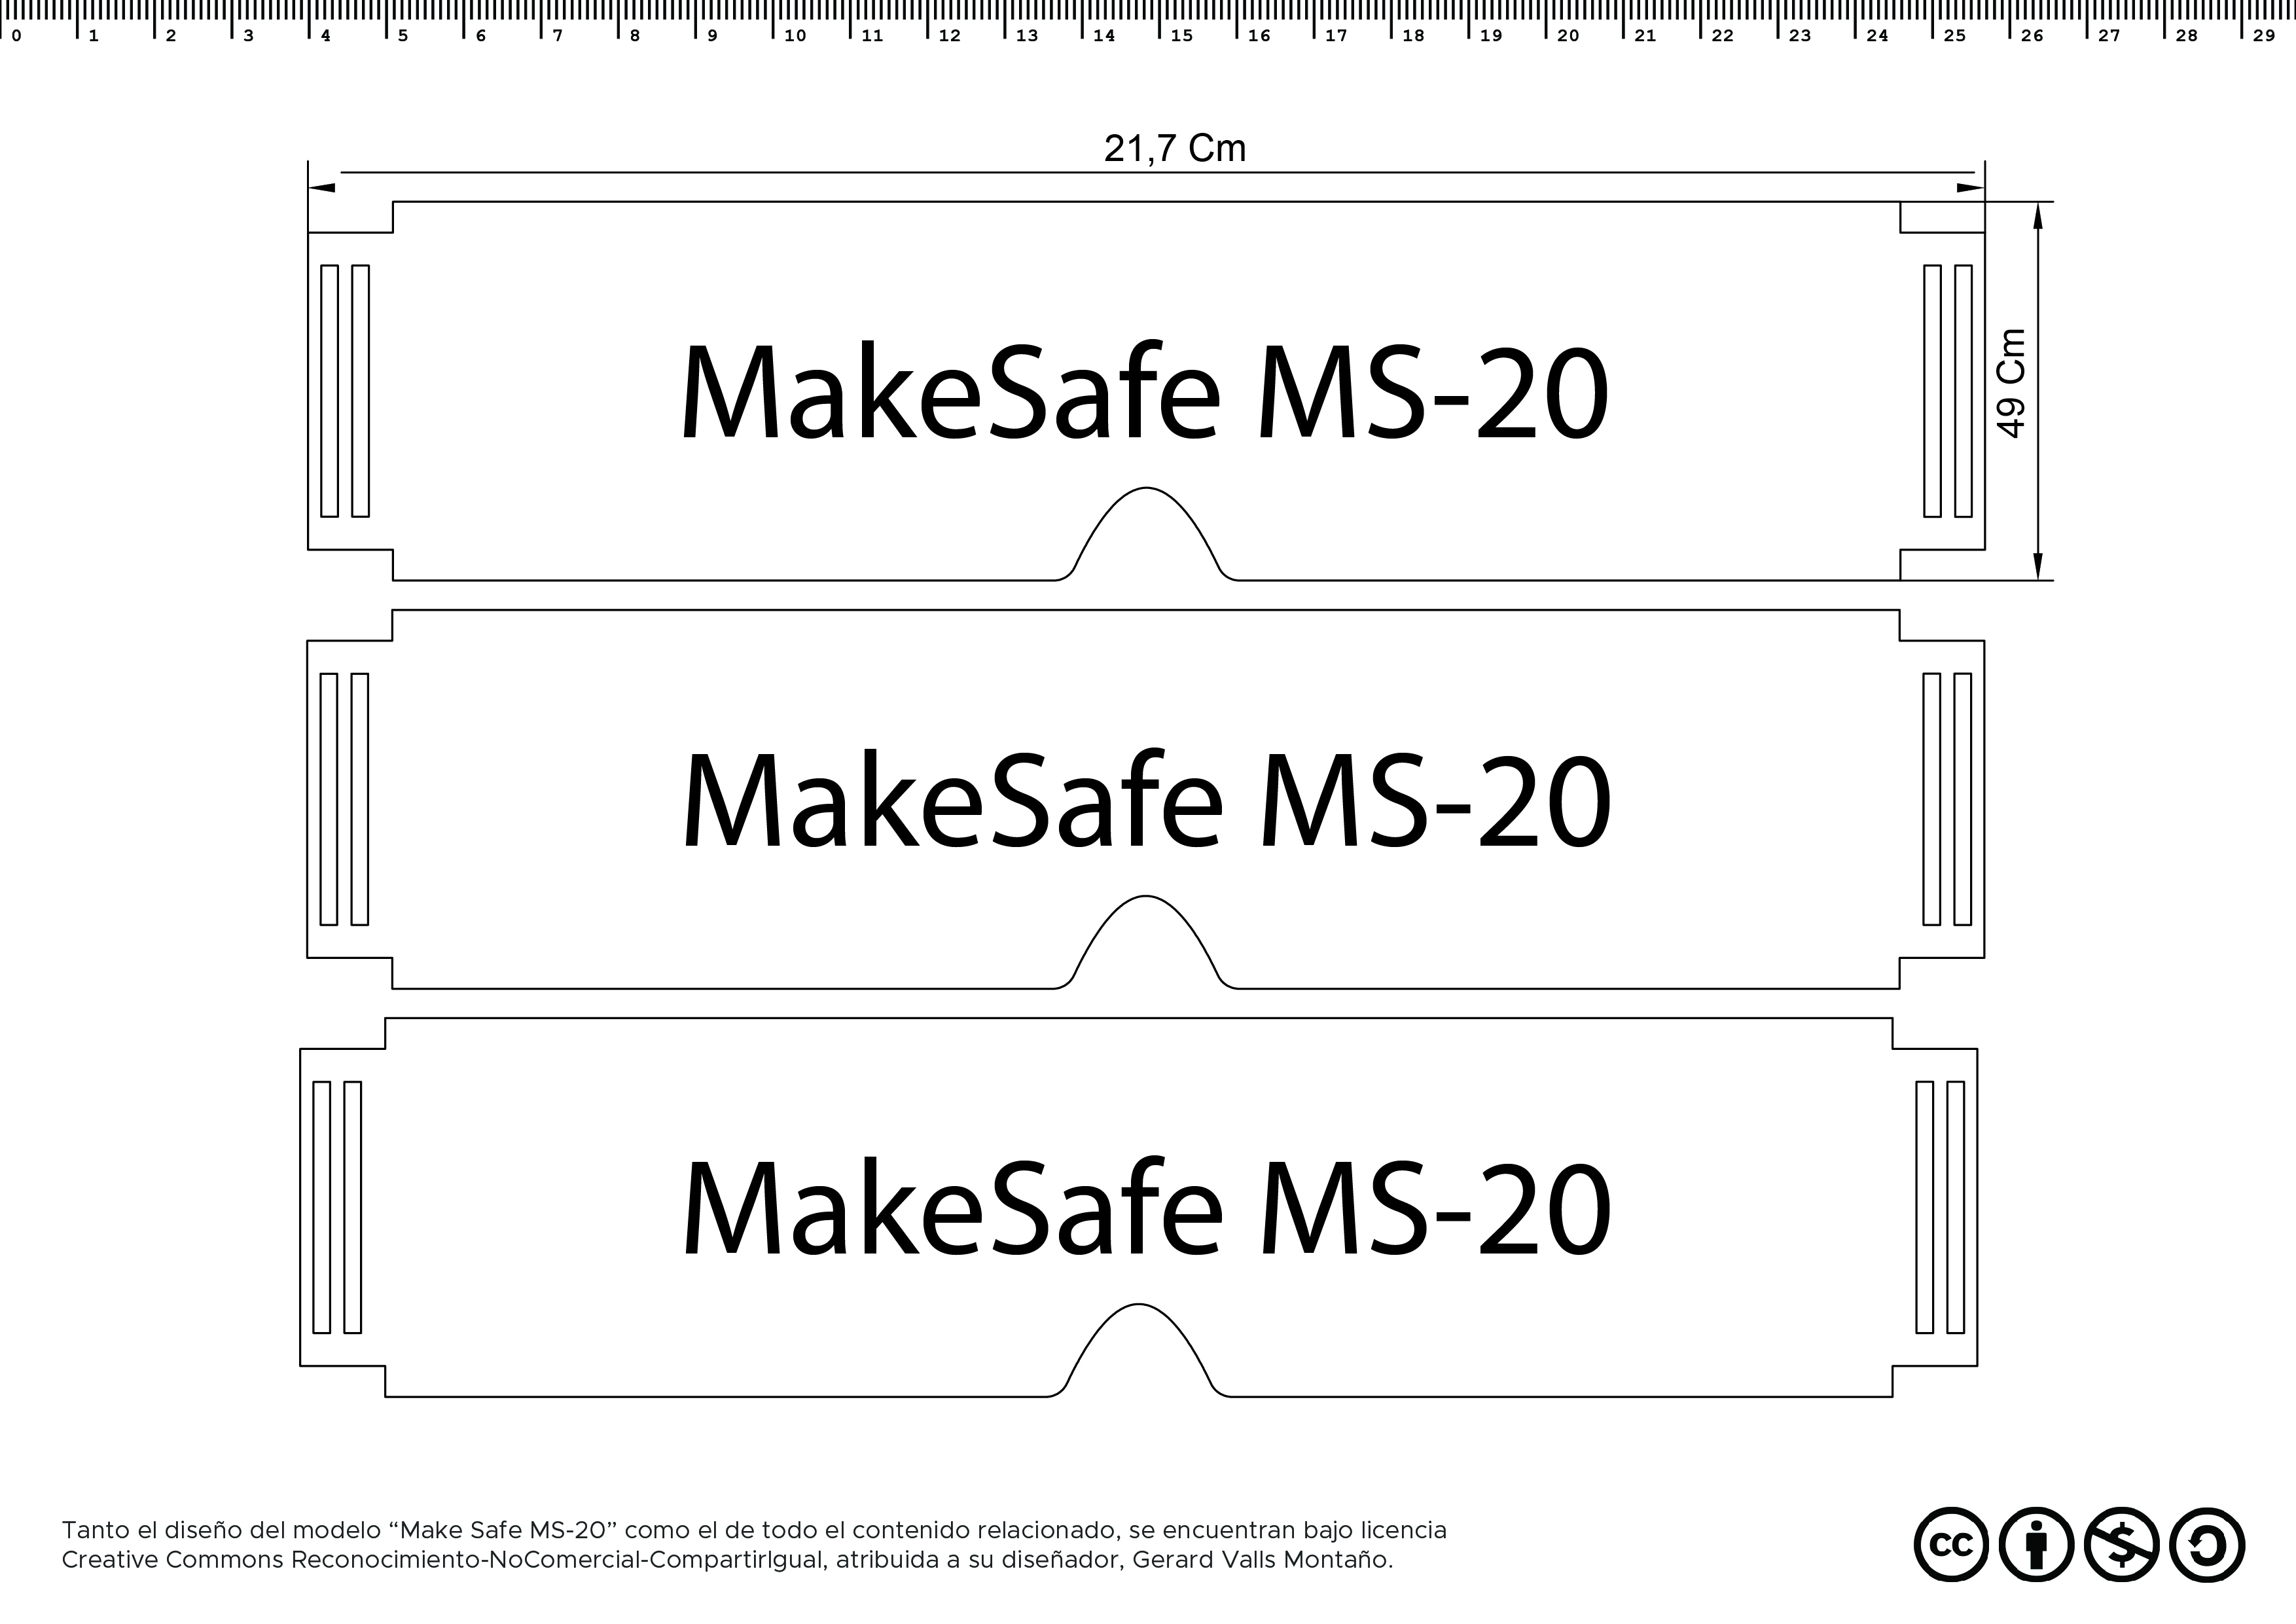 0 1 2 3 4 5 6 7 8 9 10 11 12 13 14 15 16 17 18 19 20 21 22 23 24 25 26 27 28 29
21,7 Cm
49 Cm
MakeSafe MS-20
MakeSafe MS-20
MakeSafe MS-20
Tanto el diseño del modelo “Make Safe MS-20” como el de todo el contenido relacionado, se encuentran bajo licencia
Creative Commons Reconocimiento-NoComercial-CompartirIgual, atribuida a su diseñador, Gerard Valls Montaño.
cc $